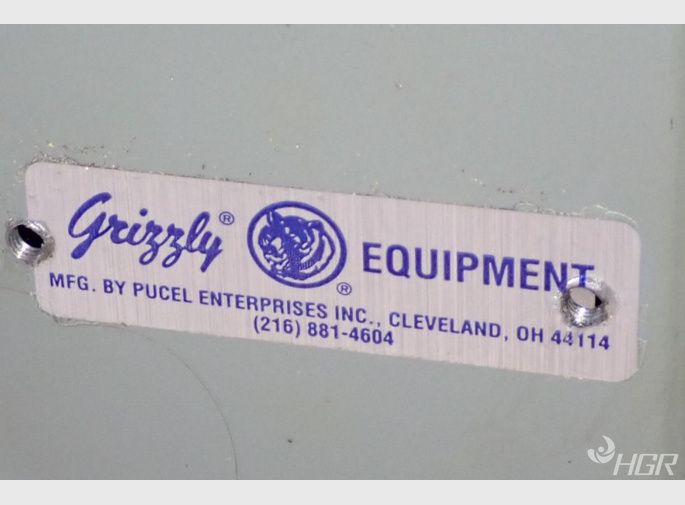 Grizzly® ® EQUIPMENT
MFG. BY PUCEL ENTERPRISES INC., CLEVELAND, OH 44114
(216) 881-4604
HGR